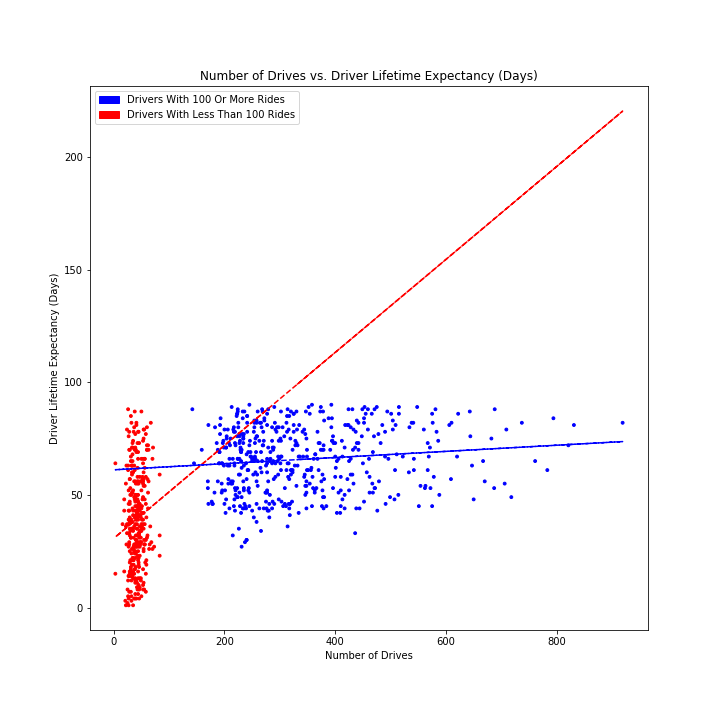 Number of Drives vs. Driver Lifetime Expectancy (Days)
Drivers With 100 Or More Rides
Drivers With Less Than 100 Rides
Driver Lifetime Expectancy (Days)
200
150
100
50
0
0 200 400 600 800
Number of Drives